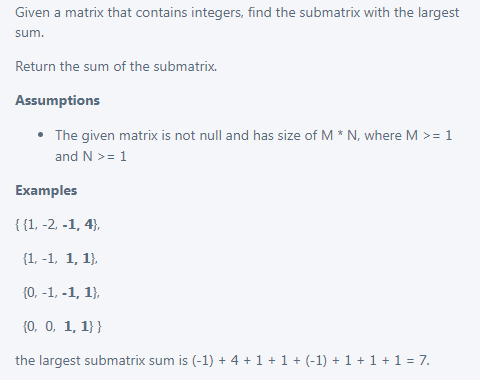 Given a matrix that contains integers, find the submatrix with the largest
sum.
Return the sum of the submatrix.
Assumptions
• The given matrix is not null and has size of M * N, where M >= 1
and N >= 1
Examples
{ {1, -2, -1, 4},
{1, -1, 1, 1},
{0, -1, -1, 1},
{0, 0, 1, 1} }
the largest submatrix sum is (-1) + 4 + 1 + 1 + (-1) + 1 + 1 + 1 = 7.